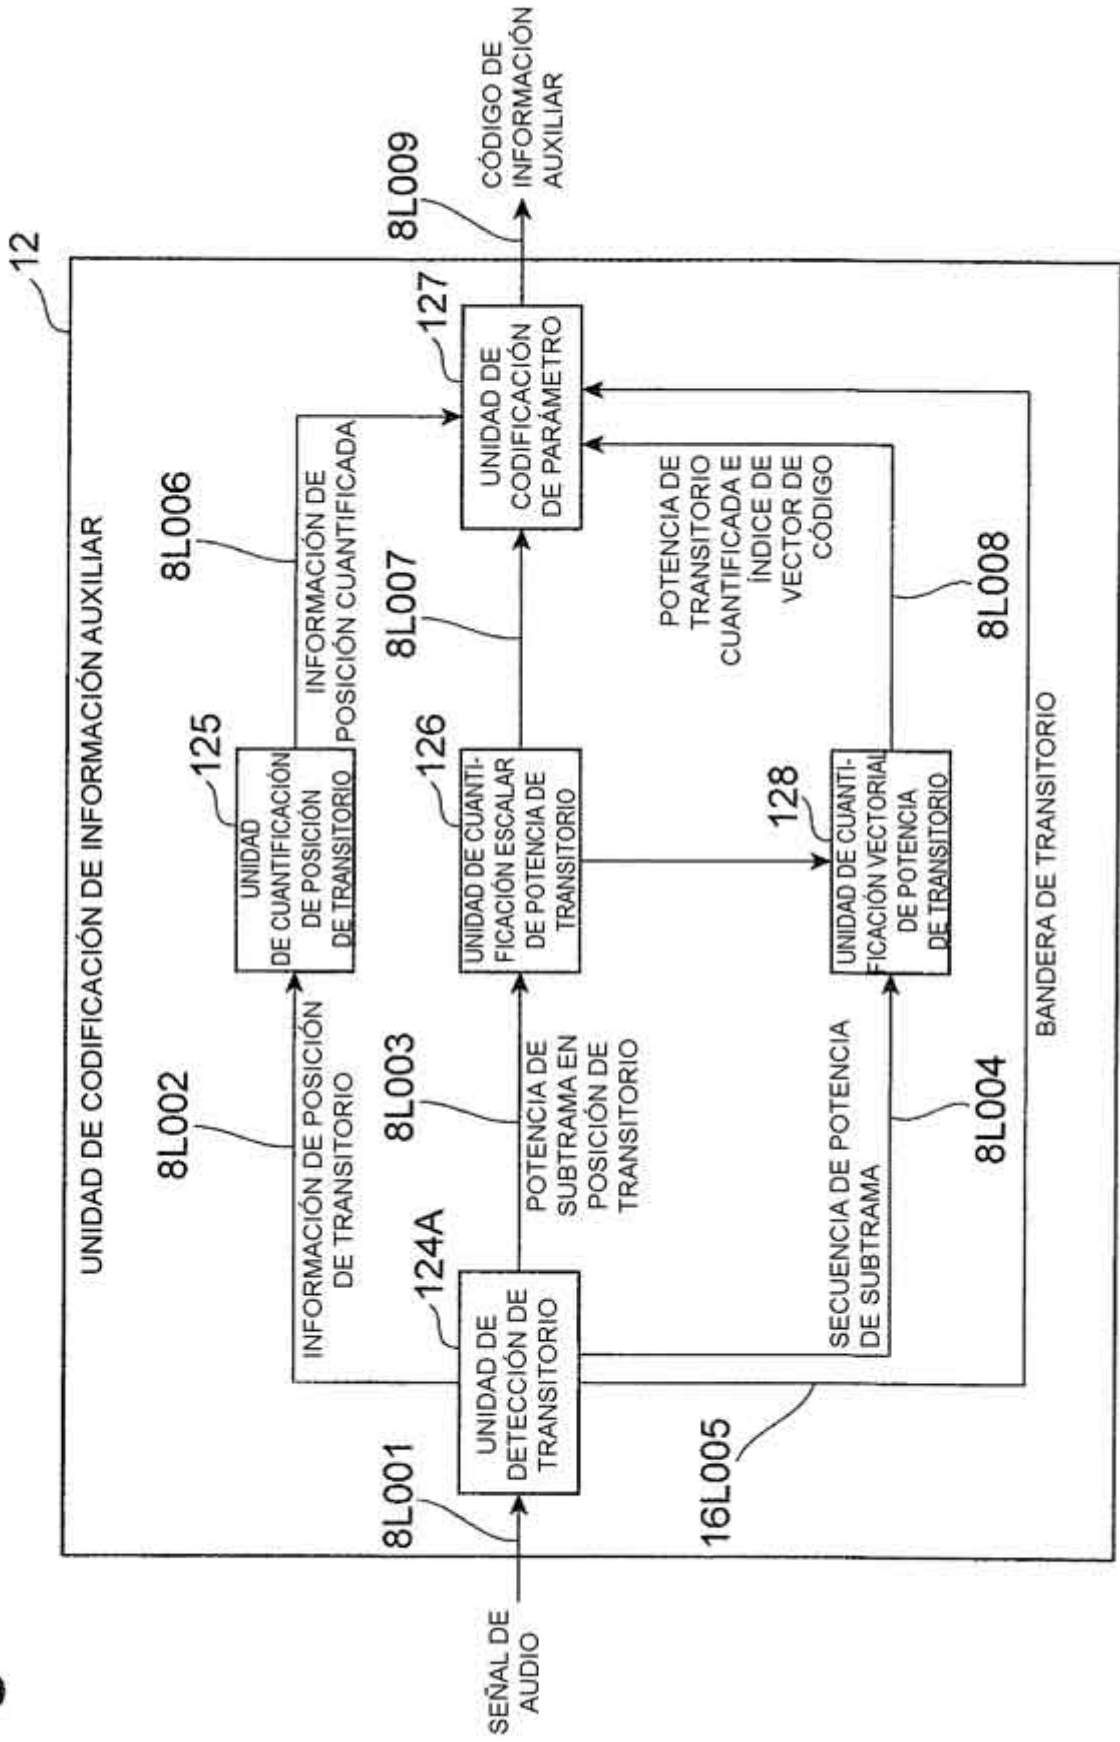 12
UNIDAD DE CODIFICACIÓN DE INFORMACIÓN AUXILIAR
8L002
INFORMACIÓN DE POSICIÓN
DE TRANSITORIO
125
UNIDAD
DE CUANTIFICACIÓN
DE POSICIÓN
DE TRANSITORIO
8L006
INFORMACIÓN DE
POSICIÓN CUANTIFICADA
SEÑAL DE
AUDIO
8L001
124A
UNIDAD DE
DETECCIÓN DE
TRANSITORIO
8L003
POTENCIA DE
SUBTRAMA EN
POSICIÓN DE
TRANSITORIO
126
UNIDAD DE CUANTI-
FICACIÓN ESCALAR
DE POTENCIA DE
TRANSITORIO
8L007
127
UNIDAD DE
CODIFICACIÓN
DE PARÁMETRO
8L009
CÓDIGO DE
INFORMACIÓN
AUXILIAR
16L005
SECUENCIA DE POTENCIA
DE SUBTRAMA
8L004
128
UNIDAD DE CUANTI-
FICACIÓN VECTORIAL
DE POTENCIA
DE TRANSITORIO
POTENCIA DE
TRANSITORIO
CUANTIFICADA E
ÍNDICE DE
VECTOR DE
CÓDIGO
8L008
BANDERA DE TRANSITORIO